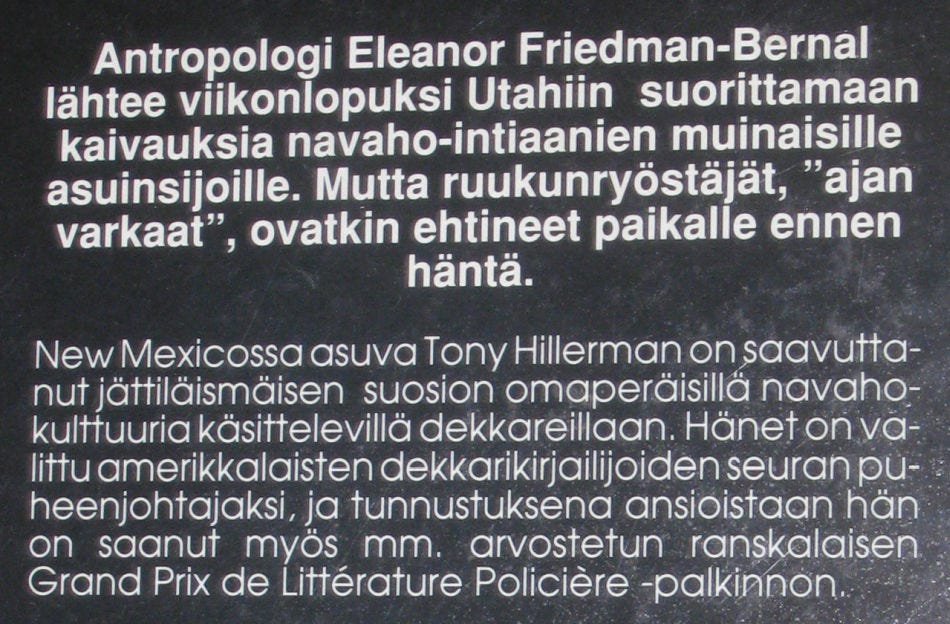 Antropologi Eleanor Friedman-Bernal
lähtee viikonlopuksi Utahiin suorittamaan
kaivauksia navaho-intiaanien muinaisille
asuinsijoille. Mutta ruukunryöstäjät, ”ajan
varkaat”, ovatkin ehtineet paikalle ennen
häntä.
New Mexicossa asuva Tony Hillerman on saavutta-
nut jättiläismäisen suosion omaperäisillä navaho-
kulttuuria käsittelevillä dekkareillaan. Hänet on va-
littu amerikkalaisten dekkarikirjailijoiden seuran pu-
heenjohtajaksi, ja tunnustuksena ansioistaan hän
on saanut myös mm. arvostetun ranskalaisen
Grand Prix de Littérature Policière -palkinnon.